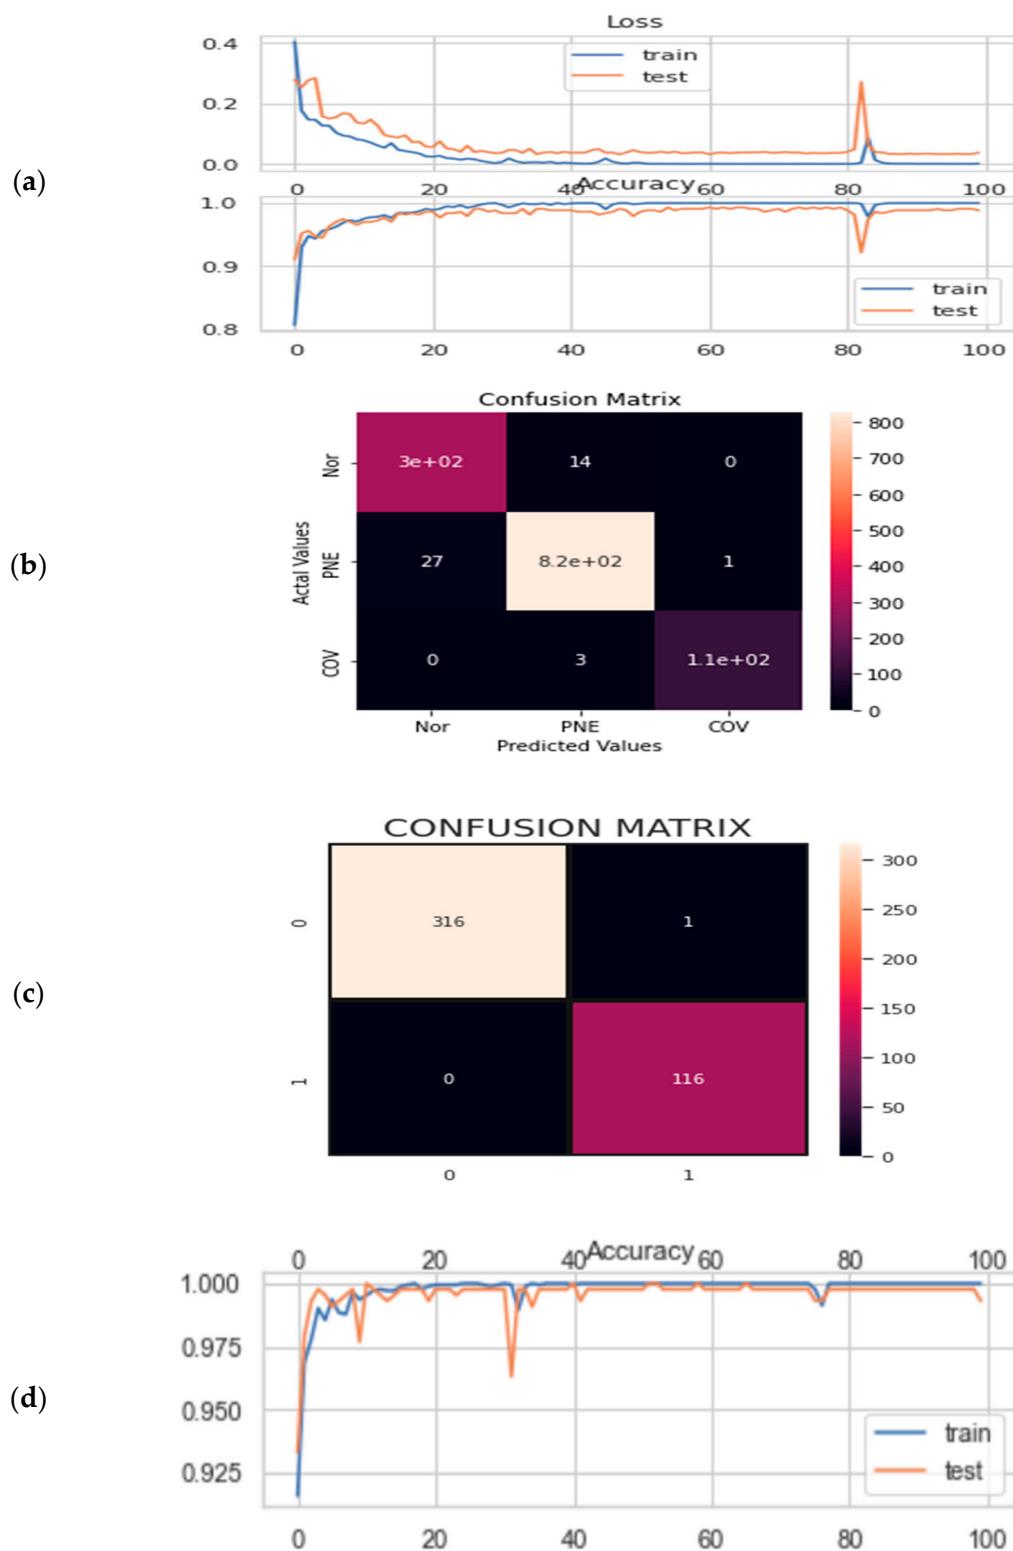 Loss
0.4
0.2
0.0
train
test
0 20 40 60 80 100
(a)
Accuracy
1.0
0.9
0.8
train
test
0 20 40 60 80 100
(b)
Confusion Matrix
Actal Values
Nor
PNE
COV
3e+02 14 0
27 8.2e+02 1
0 3 1.1e+02
Nor PNE COV
Predicted Values
800
700
600
500
400
300
200
100
0
(c)
CONFUSION MATRIX
0
1
316 1
0 116
0 1
300
250
200
150
100
50
0
(d)
Accuracy
0 20 40 60 80 100
1.000
0.975
0.950
0.925
train
test
0 20 40 60 80 100